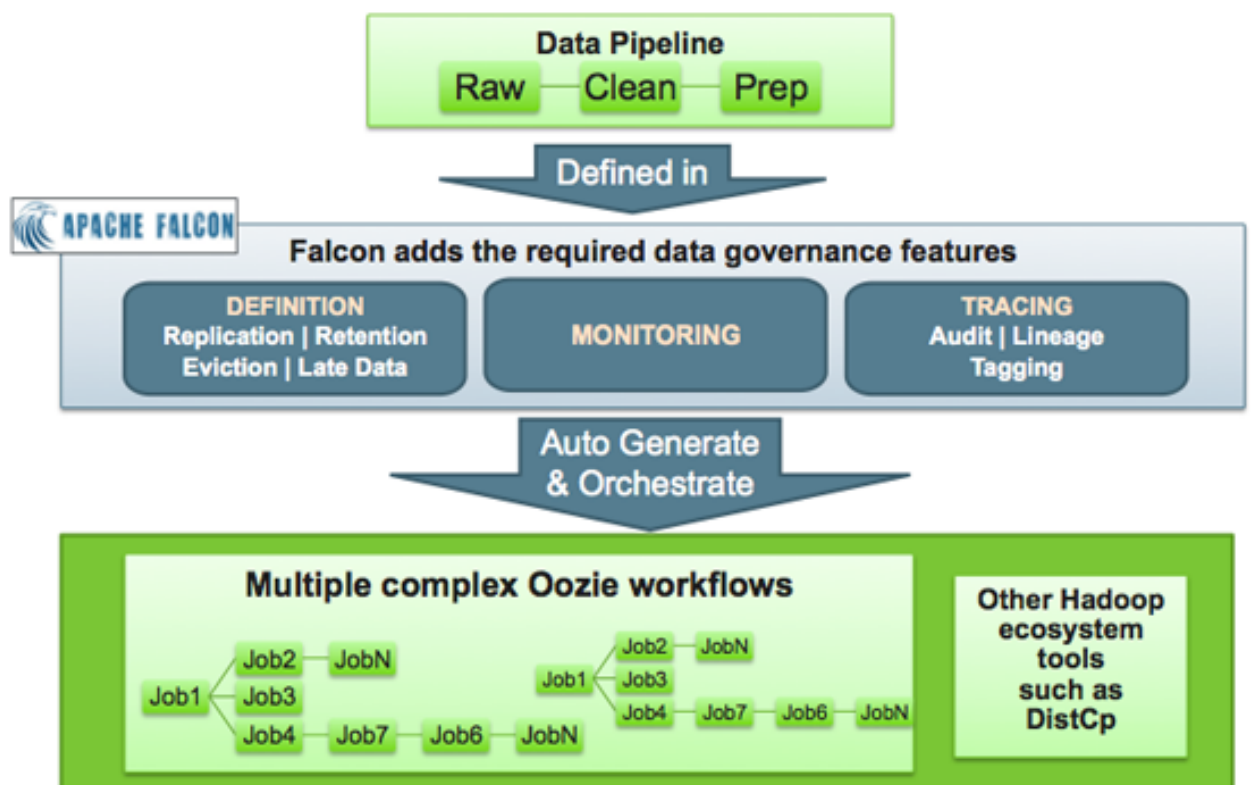 Data Pipeline
Raw Clean Prep
Defined in
APACHE FALCON
Falcon adds the required data governance features
DEFINITION
Replication | Retention
Eviction | Late Data
MONITORING
TRACING
Audit | Lineage
Tagging
Auto Generate
& Orchestrate
Multiple complex Oozie workflows
Job2 JobN
Job1 Job3
Job4 Job7 Job6 JobN
Job2 JobN
Job1 Job3
Job4 Job7 Job6 JobN
Other Hadoop
ecosystem
tools
such as
DistCp